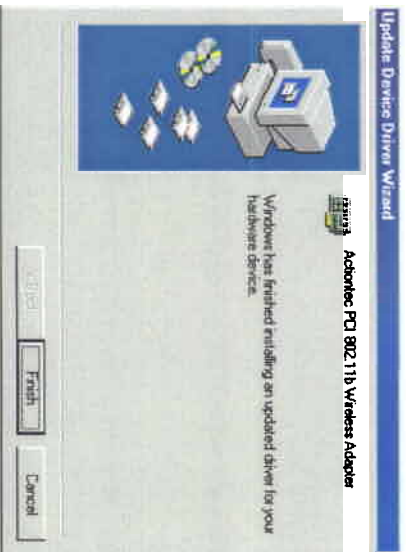 Update Device Driver Wizard
Actiontec PCI 802.11b Wireless Adapter
Windows has finished installing an updated driver for your
hardware device.
Finish
Cancel